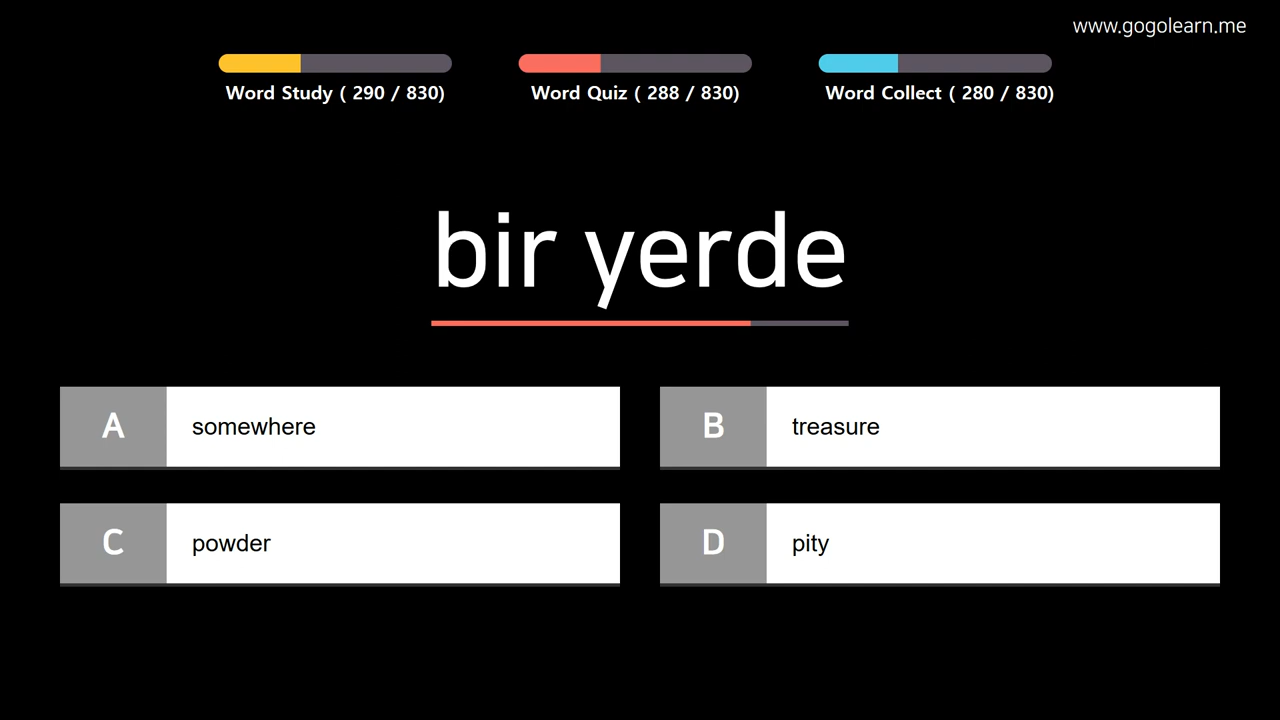 www.gogolearn.me
Word Study ( 290 / 830)
Word Quiz ( 288 / 830)
Word Collect ( 280 / 830)
bir yerde
A somewhere
B treasure
C powder
D pity